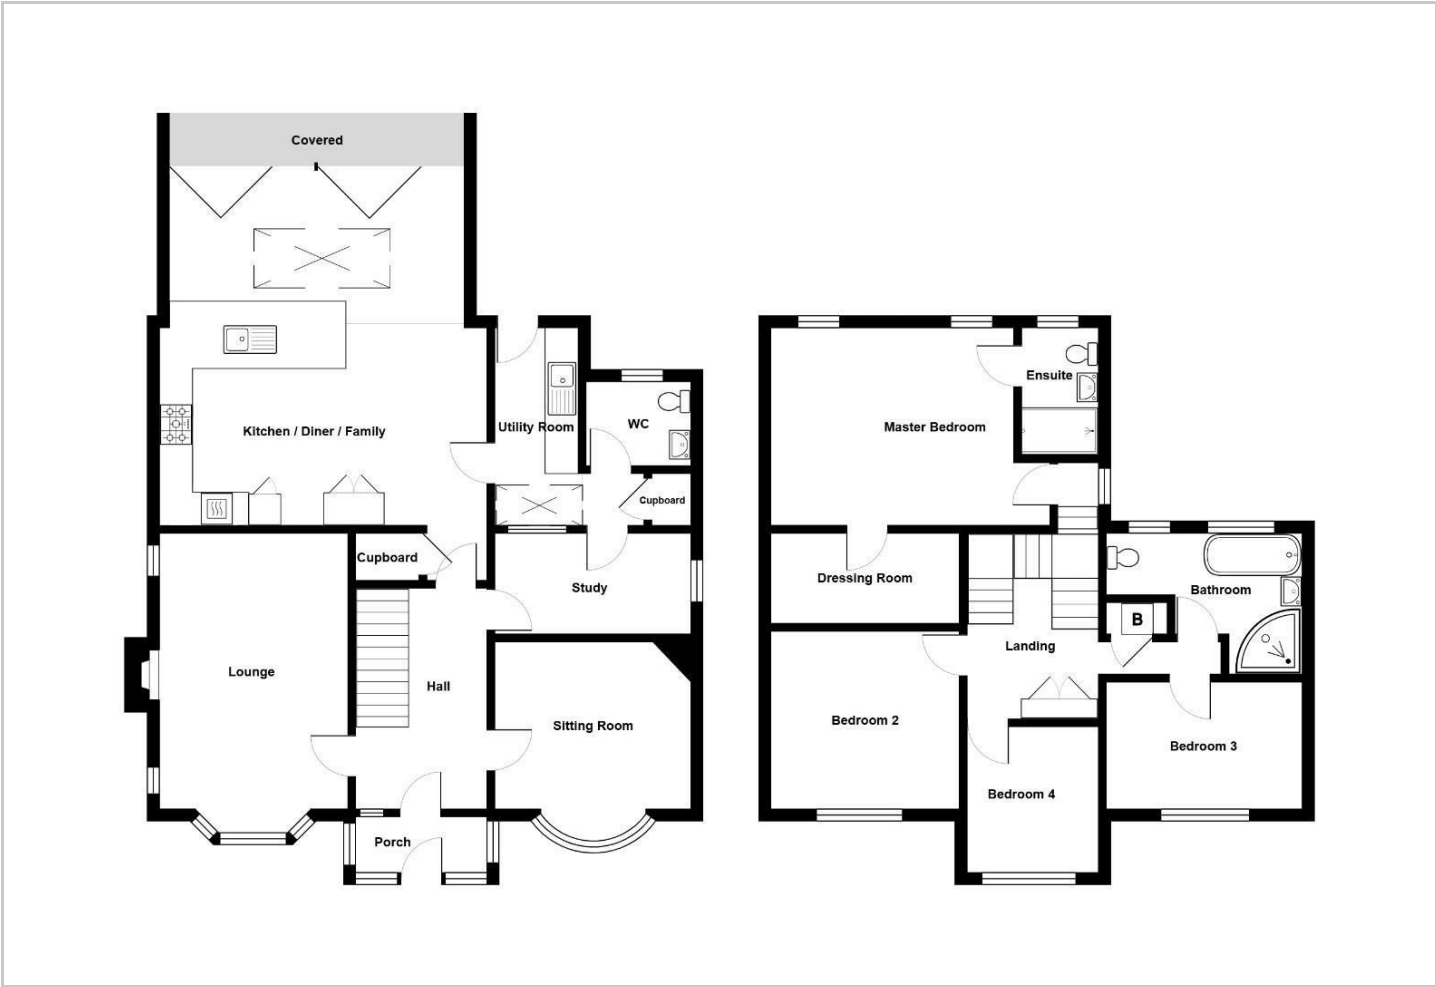 Covered
Kitchen / Diner / Family
Utility Room
WC
Cupboard
Cupboard
Study
Lounge
Hall
Sitting Room
Porch
Ensuite
Master Bedroom
Dressing Room
Bathroom
B
Landing
Bedroom 2
Bedroom 3
Bedroom 4